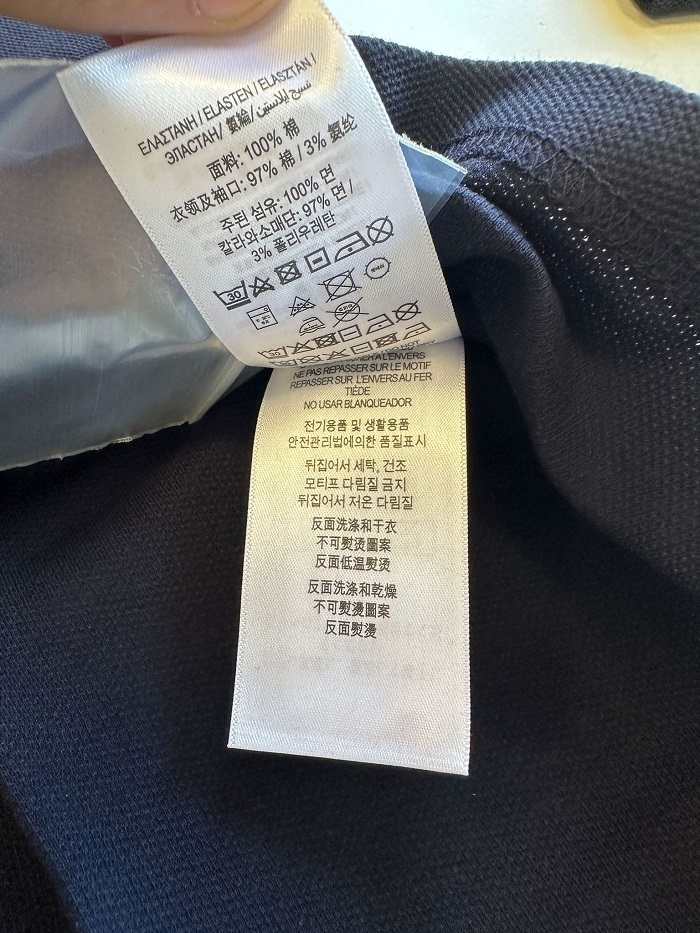 ΕΛΑΣΤΑΝΗ / ELASTEN / ELASZTÁN /
ЭЛАСТАН/ 氨綸/ نسيج إيلاستين/
面料: 100% 棉
衣领及袖口: 97% 棉 / 3% 氨纶
주된 섬유: 100% 면
칼라와소매단: 97% 면 /
3% 폴리우레탄
30
NOT
À L'ENVERS
NE PAS REPASSER SUR LE MOTIF
REPASSER SUR L'ENVERS AU FER
TIÈDE
NO USAR BLANQUEADOR
전기용품 및 생활용품
안전관리법에의한 품질표시
뒤집어서 세탁, 건조
모티프 다림질 금지
뒤집어서 저온 다림질
反面洗涤和干衣
不可熨烫圖案
反面低温熨烫
反面洗涤和乾燥
不可熨燙圖案
反面熨燙